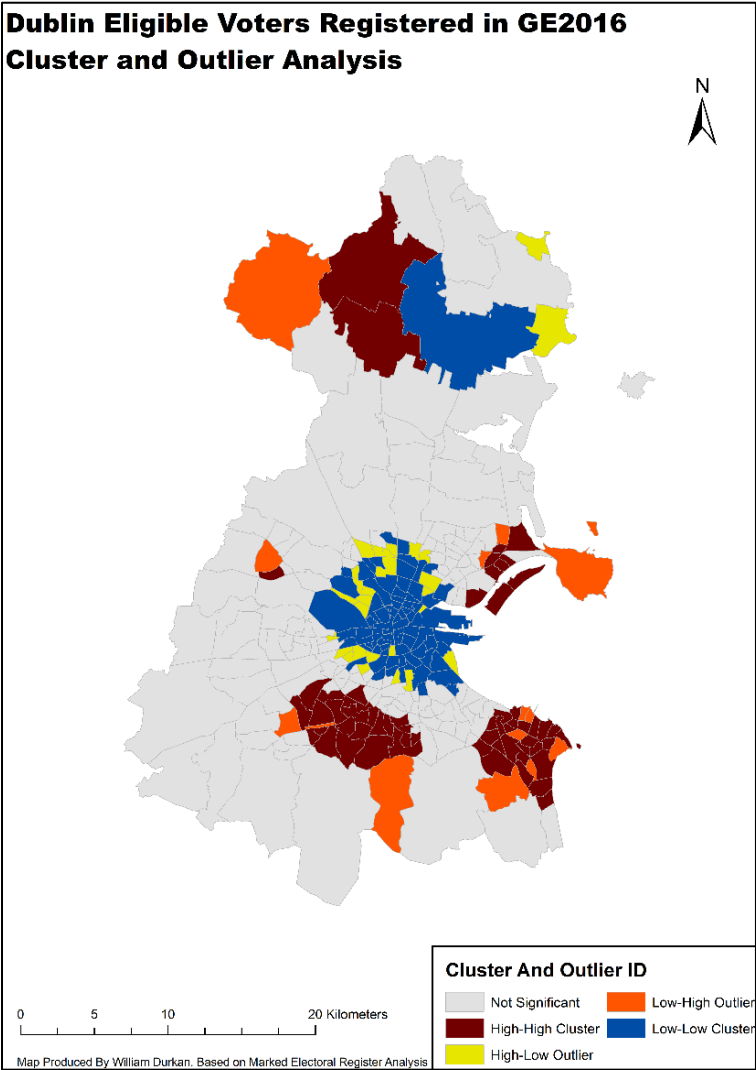 Dublin Eligible Voters Registered in GE2016
Cluster and Outlier Analysis
N
Cluster And Outlier ID
Not Significant
Low-High Outlier
High-High Cluster
Low-Low Cluster
High-Low Outlier
0 5 10 20 Kilometers
Map Produced By William Durkan. Based on Marked Electoral Register Analysis